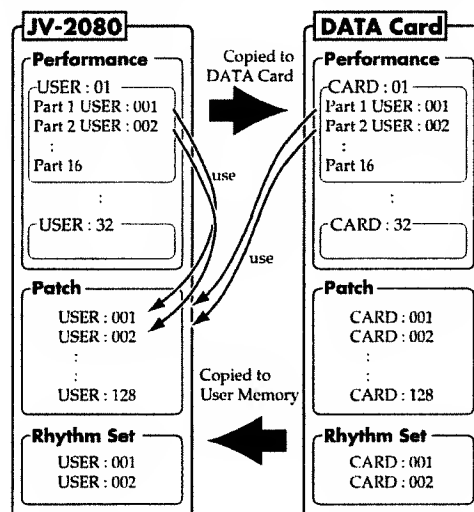 JV-2080
Performance
USER : 01
Part 1 USER : 001
Part 2 USER : 002
:
Part 16
:
USER : 32
Patch
USER : 001
USER : 002
:
:
USER : 128
Rhythm Set
USER : 001
USER : 002
Copied to
DATA Card
use
use
Copied to
User Memory
DATA Card
Performance
CARD : 01
Part 1 USER : 001
Part 2 USER : 002
:
Part 16
:
CARD : 32
Patch
CARD : 001
CARD : 002
:
:
CARD : 128
Rhythm Set
CARD : 001
CARD : 002